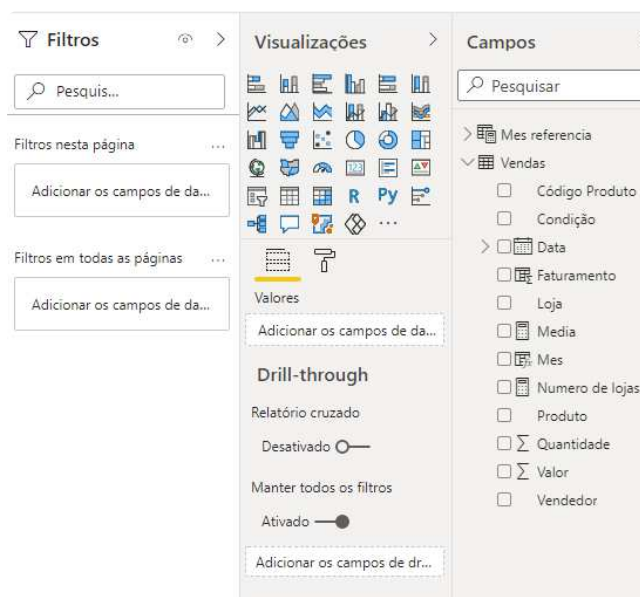 Filtros
Pesquis...
Filtros nesta página
Adicionar os campos de da...
Filtros em todas as páginas
Adicionar os campos de da...
Visualizações
123
R
Py
Valores
Adicionar os campos de da...
Drill-through
Relatório cruzado
Desativado
Manter todos os filtros
Ativado
Adicionar os campos de dr...
Campos
Pesquisar
Mes referencia
Vendas
Código Produto
Condição
Data
Faturamento
Loja
Media
Mes
Numero de lojas
Produto
Quantidade
Valor
Vendedor